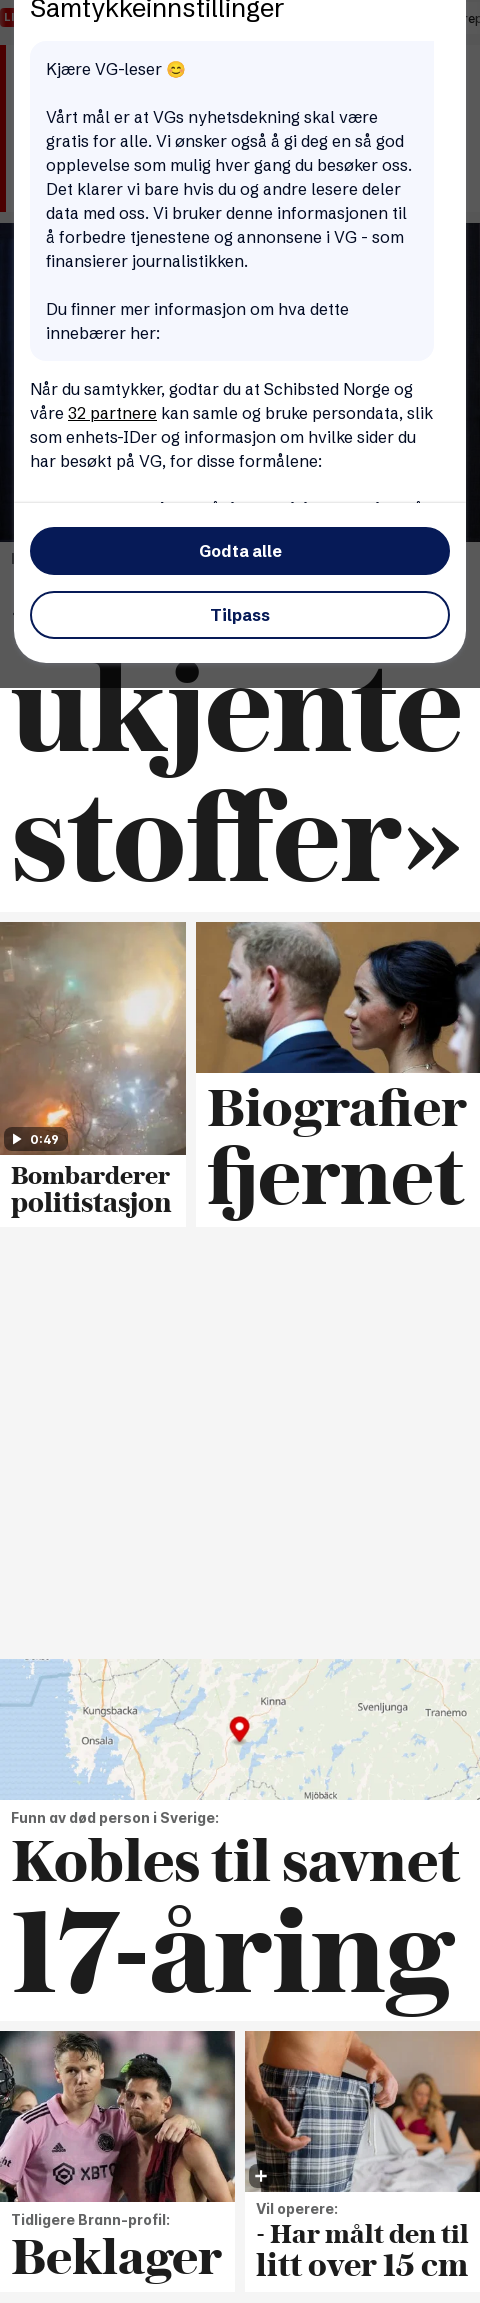 Samtykkeinnstillinger
Kjære VG-leser 😊
Vårt mål er at VGs nyhetsdekning skal være
gratis for alle. Vi ønsker også å gi deg en så god
opplevelse som mulig hver gang du besøker oss.
Det klarer vi bare hvis du og andre lesere deler
data med oss. Vi bruker denne informasjonen til
å forbedre tjenestene og annonsene i VG - som
finansierer journalistikken.
Du finner mer informasjon om hva dette
innebærer her:
Når du samtykker, godtar du at Schibsted Norge og
våre 32 partnere kan samle og bruke persondata, slik
som enhets-IDer og informasjon om hvilke sider du
har besøkt på VG, for disse formålene:
Godta alle
Tilpass
ukjente
stoffer»
0:49
Bombarderer
politistasjon
Biografier
fjernet
Kungsbacka
Kinna
Svenljunga
Tranemo
Onsala
Mjöbäck
Funn av død person i Sverige:
Kobles til savnet
17-åring
XBTO
Tidligere Brann-profil:
Beklager
Vil operere:
- Har målt den til
litt over 15 cm